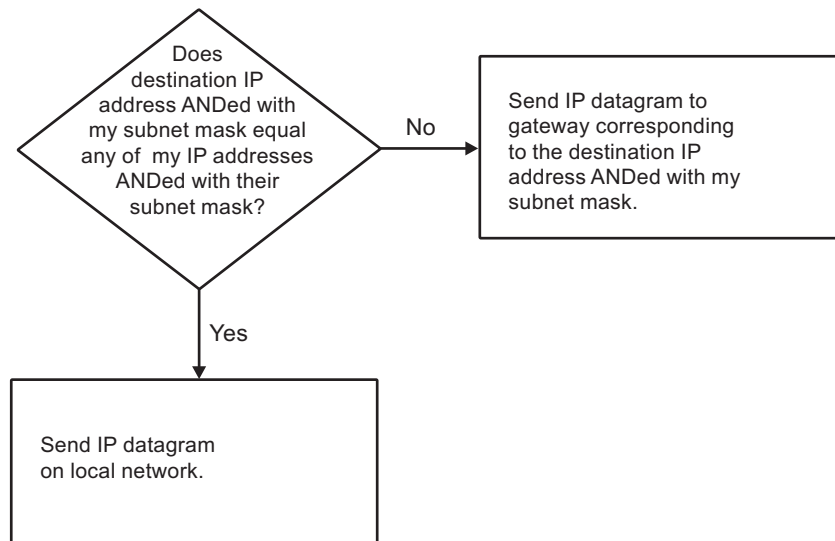 Does
destination IP
address ANDed with
my subnet mask equal
any of my IP addresses
ANDed with their
subnet mask?
No
Send IP datagram to
gateway corresponding
to the destination IP
address ANDed with my
subnet mask.
Yes
Send IP datagram
on local network.